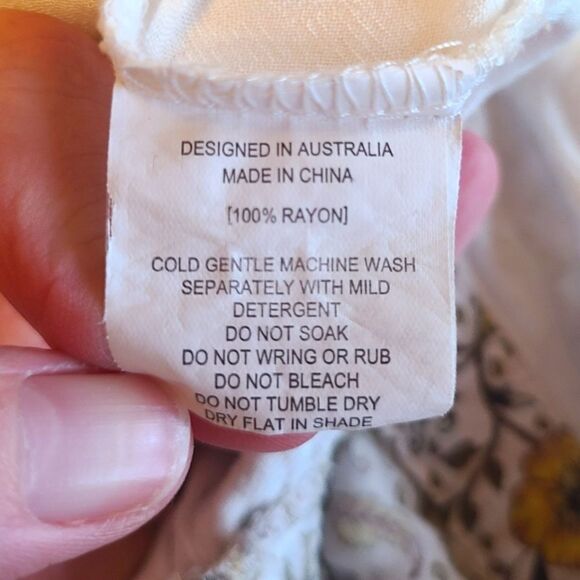 DESIGNED IN AUSTRALIA
MADE IN CHINA
[100% RAYON]
COLD GENTLE MACHINE WASH
SEPARATELY WITH MILD
DETERGENT
DO NOT SOAK
DO NOT WRING OR RUB
DO NOT BLEACH
DO NOT TUMBLE DRY
DRY FLAT IN SHADE